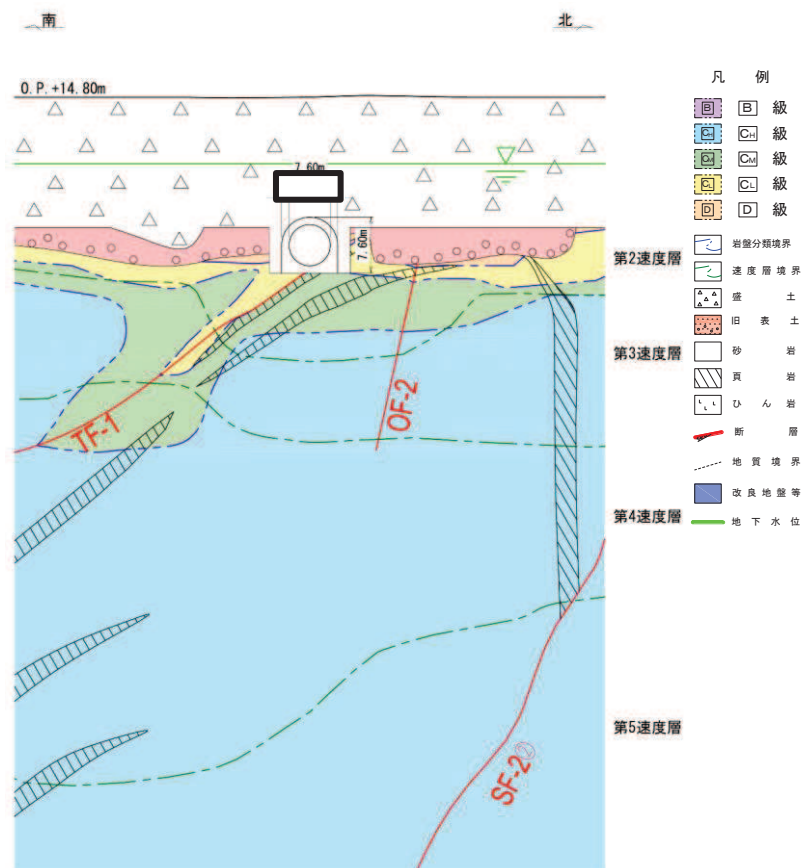 南
北
O.P.+14.80m
7.60m
7.60m
TF-1
OF-2
SF-2②
第2速度層
第3速度層
第4速度層
第5速度層
凡 例
B B 級
CH CH 級
CM CM 級
CL CL 級
D D 級
岩盤分類境界
速度層境界
盛 土
旧表土
砂 岩
頁 岩
ひん岩
断 層
地質境界
改良地盤等
地下水位